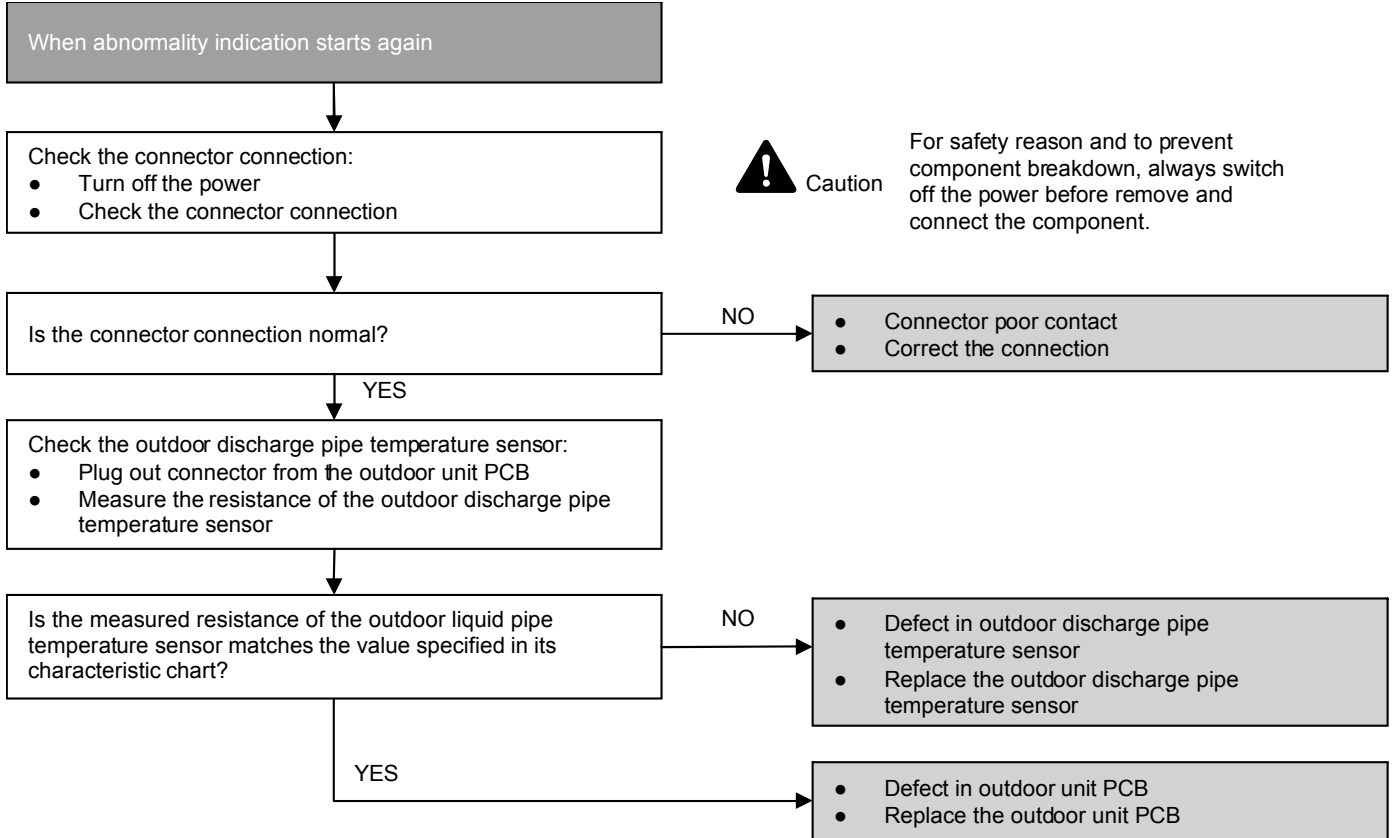 When abnormality indication starts again
Check the connector connection:
● Turn off the power
● Check the connector connection
Caution
For safety reason and to prevent
component breakdown, always switch
off the power before remove and
connect the component.
Is the connector connection normal?
NO
● Connector poor contact
● Correct the connection
YES
Check the outdoor discharge pipe temperature sensor:
● Plug out connector from the outdoor unit PCB
● Measure the resistance of the outdoor discharge pipe
temperature sensor
Is the measured resistance of the outdoor liquid pipe
temperature sensor matches the value specified in its
characteristic chart?
NO
● Defect in outdoor discharge pipe
temperature sensor
● Replace the outdoor discharge pipe
temperature sensor
YES
● Defect in outdoor unit PCB
● Replace the outdoor unit PCB